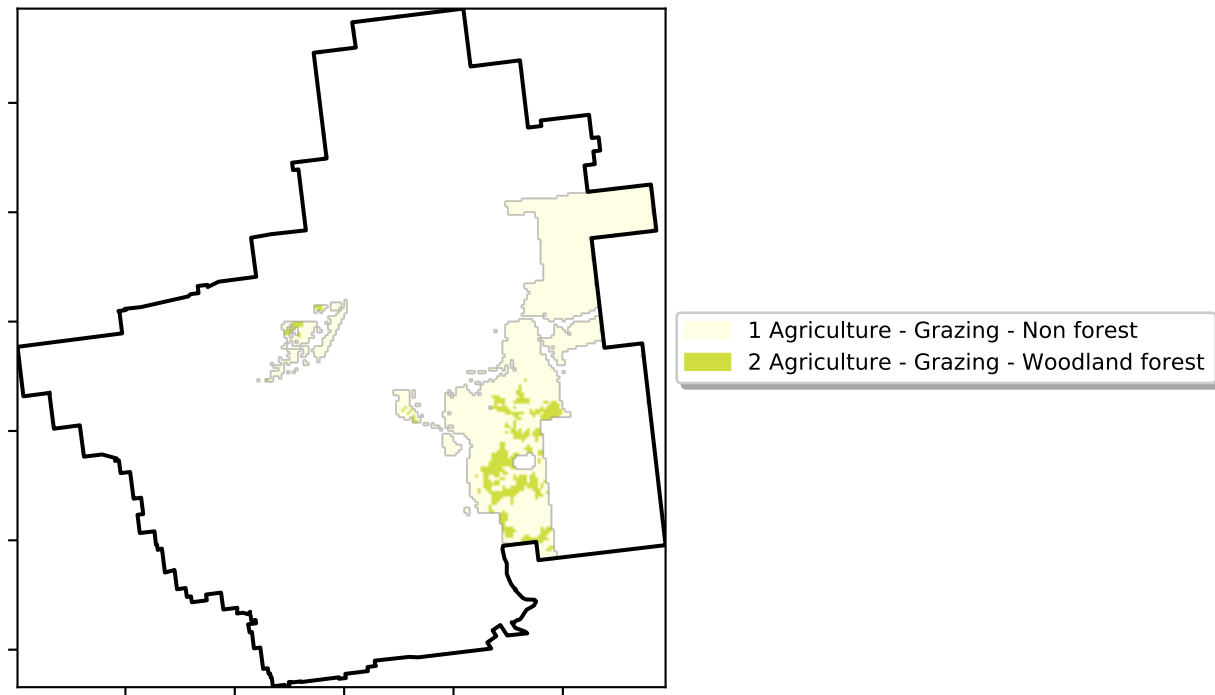 1 Agriculture - Grazing - Non forest
2 Agriculture - Grazing - Woodland forest